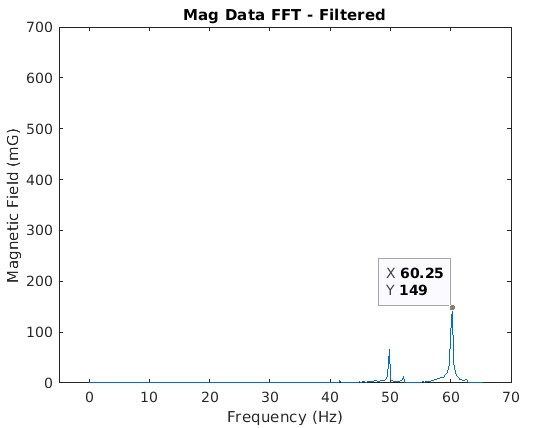 Mag Data FFT - Filtered
700
600
500
400
300
200
100
0
Magnetic Field (mG)
X 60.25
Y 149
0 10 20 30 40 50 60 70
Frequency (Hz)